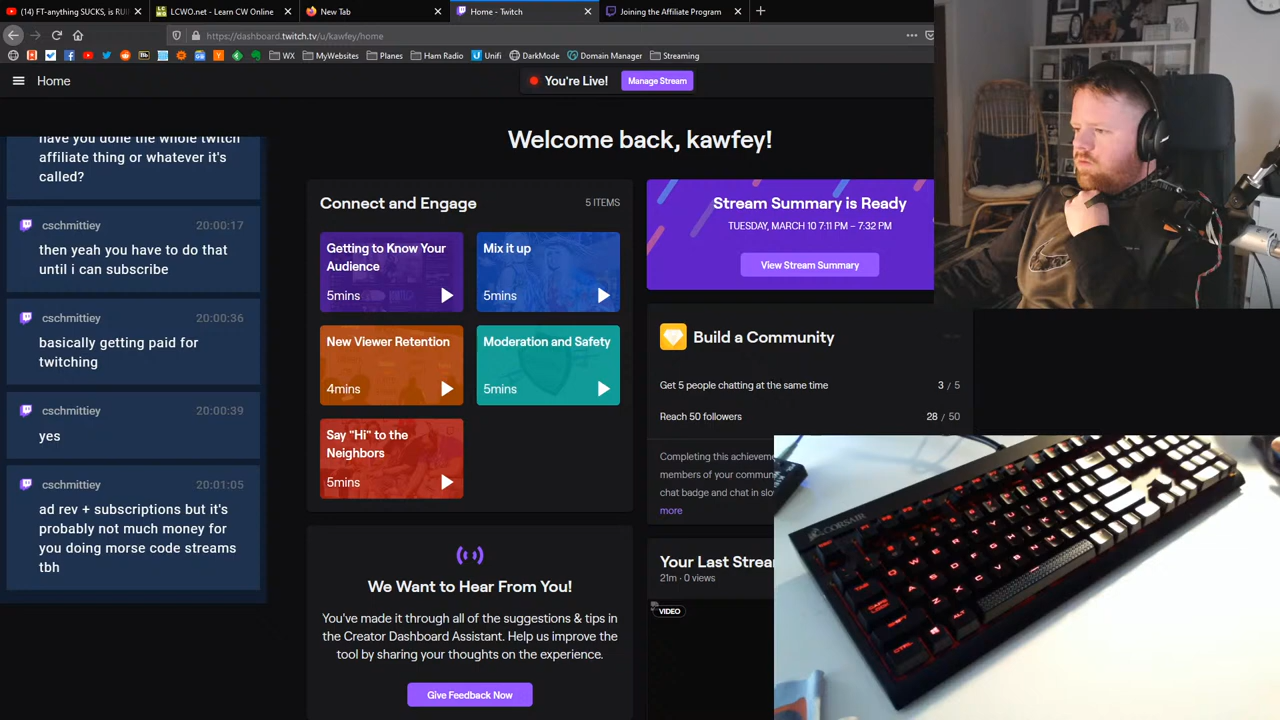 (14) FT-anything SUCKS, is RUI
LCWO.net - Learn CW Online
New Tab
Home - Twitch
Joining the Affiliate Program
https://dashboard.twitch.tv/u/kawfey/home
WX
MyWebsites
Planes
Ham Radio
Unifi
DarkMode
Domain Manager
Streaming
Home
You're Live!
Manage Stream
Welcome back, kawfey!
have you done the whole twitch
affiliate thing or whatever it's
called?
cschmittiey 20:00:17
then yeah you have to do that
until i can subscribe
cschmittiey 20:00:36
basically getting paid for
twitching
cschmittiey 20:00:39
yes
cschmittiey 20:01:05
ad rev + subscriptions but it's
probably not much money for
you doing morse code streams
tbh
Connect and Engage 5 ITEMS
Getting to Know Your
Audience
5mins
Mix it up
5mins
New Viewer Retention
4mins
Moderation and Safety
5mins
Say "Hi" to the
Neighbors
5mins
We Want to Hear From You!
You've made it through all of the suggestions & tips in
the Creator Dashboard Assistant. Help us improve the
tool by sharing your thoughts on the experience.
Give Feedback Now
Stream Summary is Ready
TUESDAY, MARCH 10 7:11 PM – 7:32 PM
View Stream Summary
Build a Community
Get 5 people chatting at the same time 3 / 5
Reach 50 followers 28 / 50
Completing this achieveme
members of your commun
chat badge and chat in slo
more
Your Last Strea
21m · 0 views
VIDEO
CORSAIR